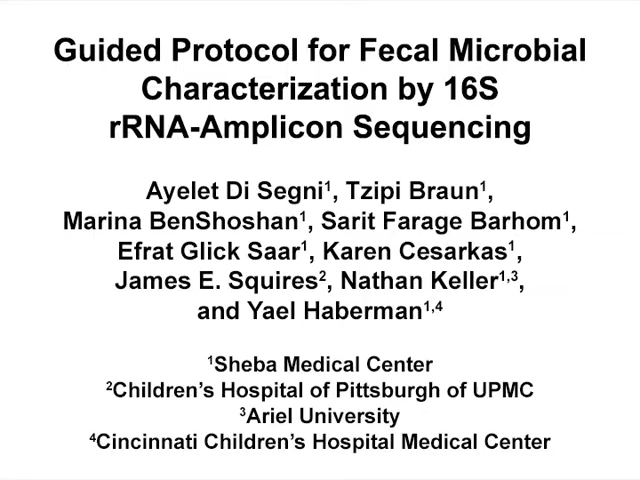 Guided Protocol for Fecal Microbial
Characterization by 16S
rRNA-Amplicon Sequencing
Ayelet Di Segni¹, Tzipi Braun¹,
Marina BenShoshan¹, Sarit Farage Barhom¹,
Efrat Glick Saar¹, Karen Cesarkas¹,
James E. Squires², Nathan Keller¹,³,
and Yael Haberman¹,⁴
¹Sheba Medical Center
²Children’s Hospital of Pittsburgh of UPMC
³Ariel University
⁴Cincinnati Children’s Hospital Medical Center